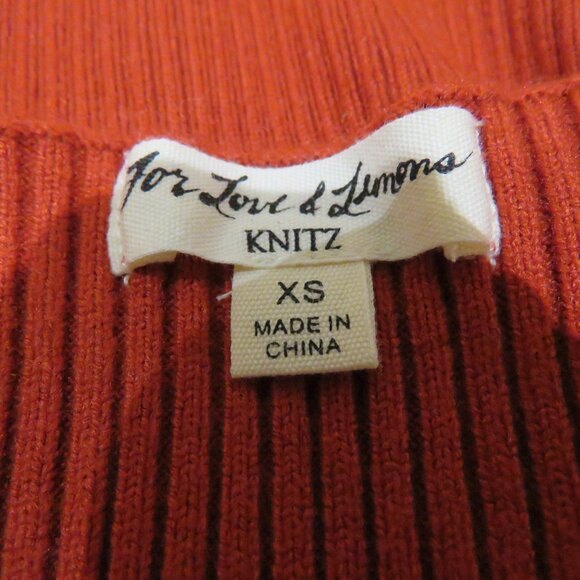 for Love & Lemons
KNITZ
XS
MADE IN
CHINA